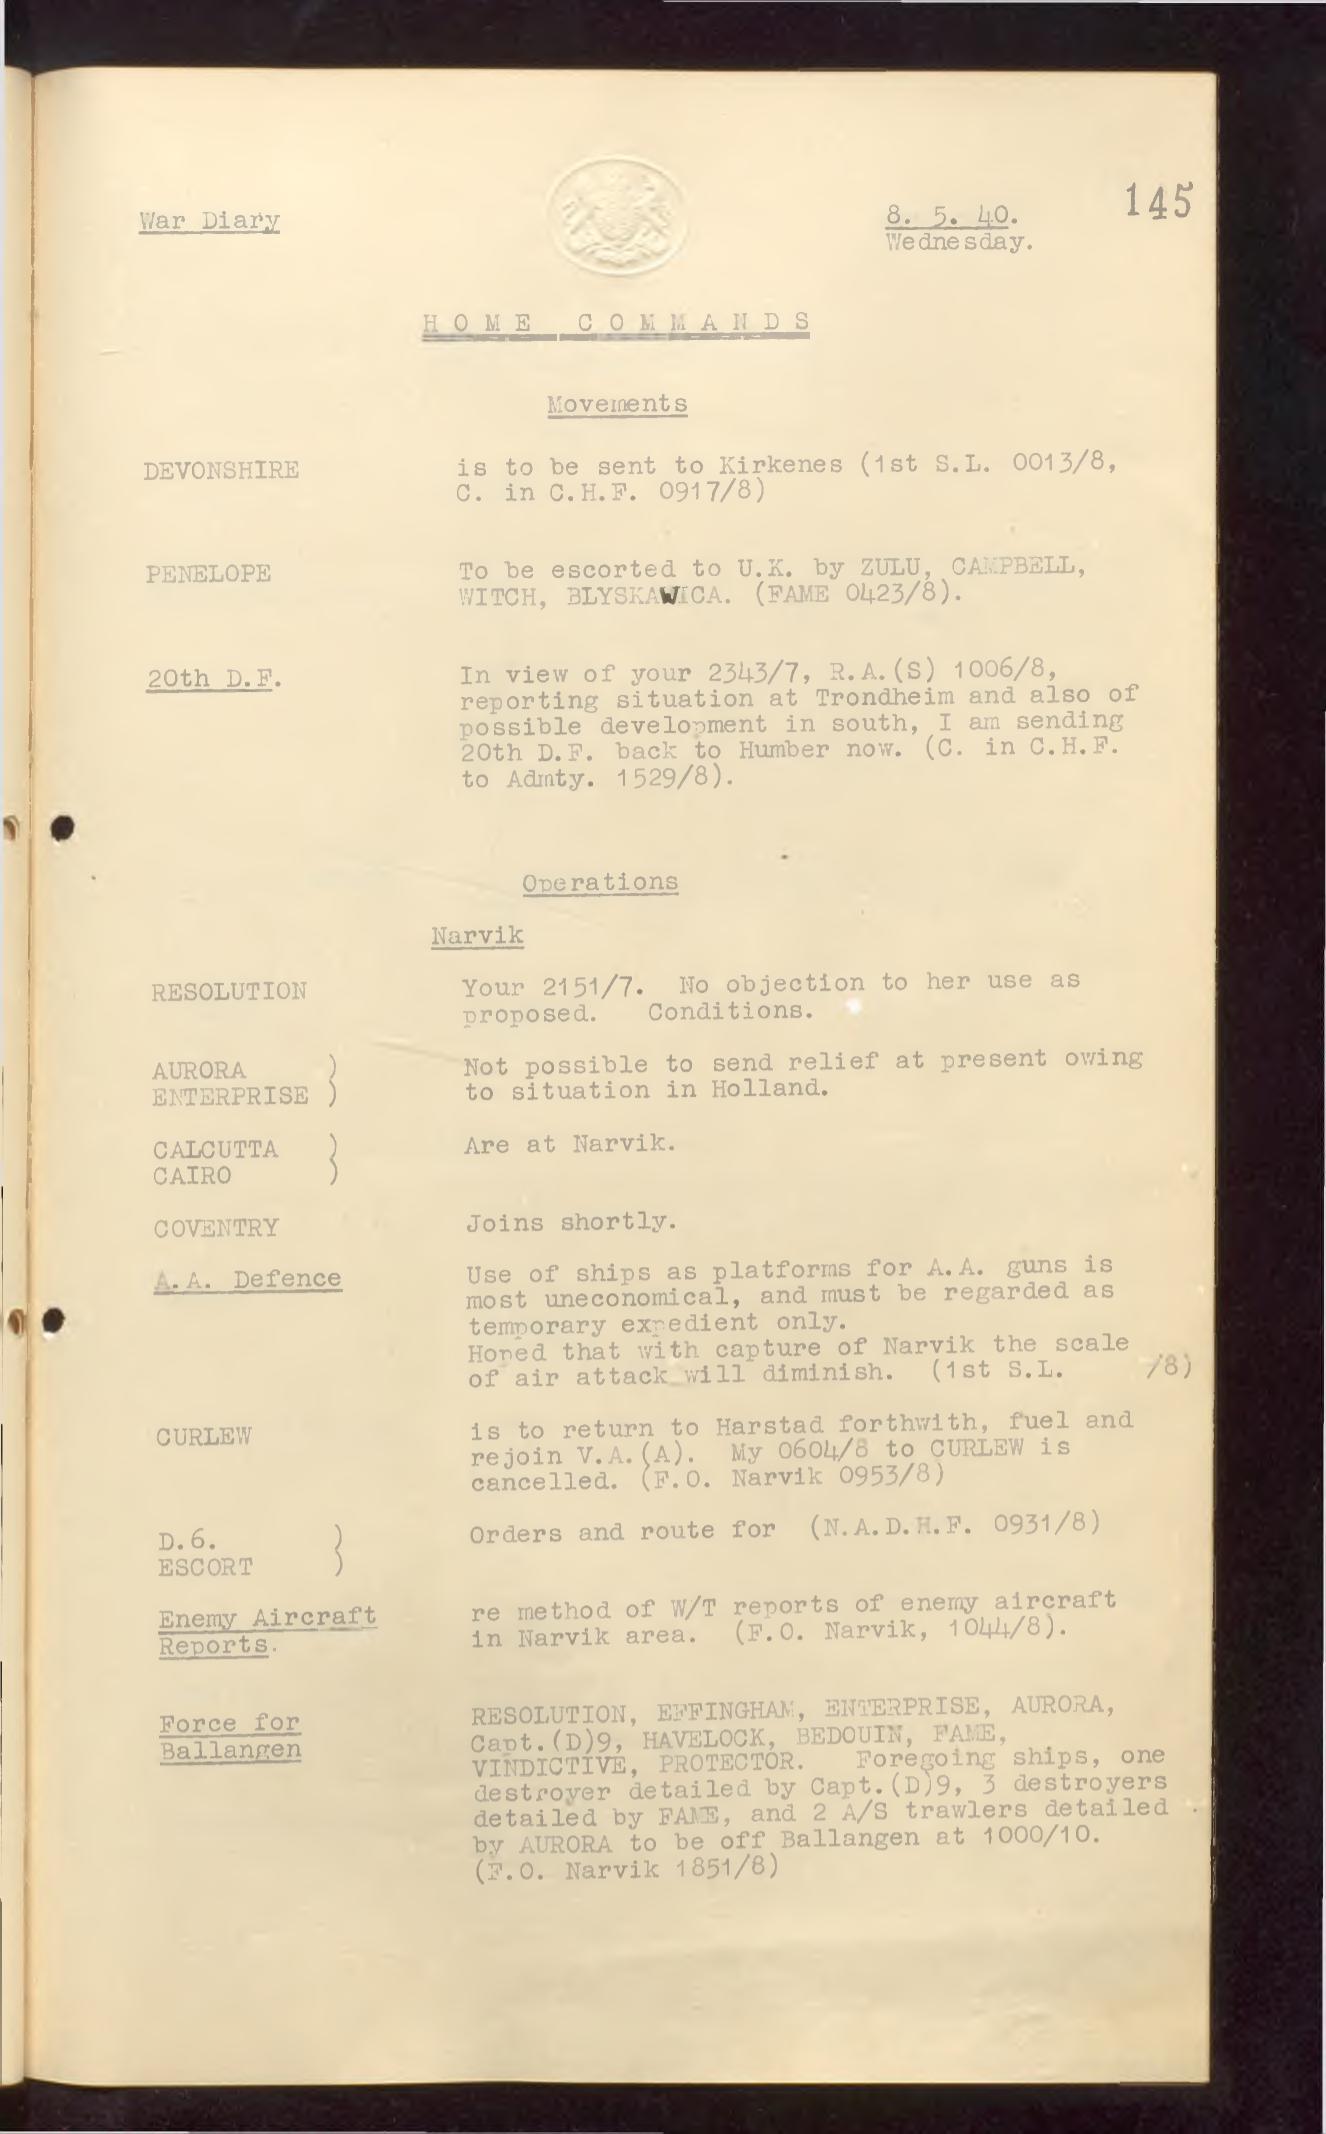 War Diary
8. 5. 40.
145
Wednesday.
HOME COMMANDS
Movements
DEVONSHIRE
is to be sent to Kirkenes (1st S.L. 0013/8,
C. in C.H.F. 0917/8)
PENELOPE
To be escorted to U.K. by ZULU, CAMPBELL,
WITCH, BLYSKAWICA. (FAME 0423/8).
20th D.F.
In view of your 2343/7, R.A.(S) 1006/8,
reporting situation at Trondheim and also of
possible development in south, I am sending
20th D.F. back to Humber now. (C. in C.H.F.
to Admty. 1529/8).
Operations
Narvik
RESOLUTION
Your 2151/7. No objection to her use as
proposed. Conditions.
AURORA )
ENTERPRISE )
Not possible to send relief at present owing
to situation in Holland.
CALCUTTA )
CAIRO )
Are at Narvik.
COVENTRY
Joins shortly.
A.A. Defence
Use of ships as platforms for A.A. guns is
most uneconomical, and must be regarded as
temporary expedient only.
Hoped that with capture of Narvik the scale
of air attack will diminish. (1st S.L. /8)
CURLEW
is to return to Harstad forthwith, fuel and
rejoin V.A.(A). My 0604/8 to CURLEW is
cancelled. (F.O. Narvik 0953/8)
D.6. )
ESCORT )
Orders and route for (N.A.D.H.F. 0931/8)
Enemy Aircraft
Reports.
re method of W/T reports of enemy aircraft
in Narvik area. (F.O. Narvik, 1044/8).
Force for
Ballangen
RESOLUTION, EFFINGHAM, ENTERPRISE, AURORA,
Capt.(D)9, HAVELOCK, BEDOUIN, FAME,
VINDICTIVE, PROTECTOR. Foregoing ships, one
destroyer detailed by Capt.(D)9, 3 destroyers
detailed by FAME, and 2 A/S trawlers detailed
by AURORA to be off Ballangen at 1000/10.
(F.O. Narvik 1851/8)